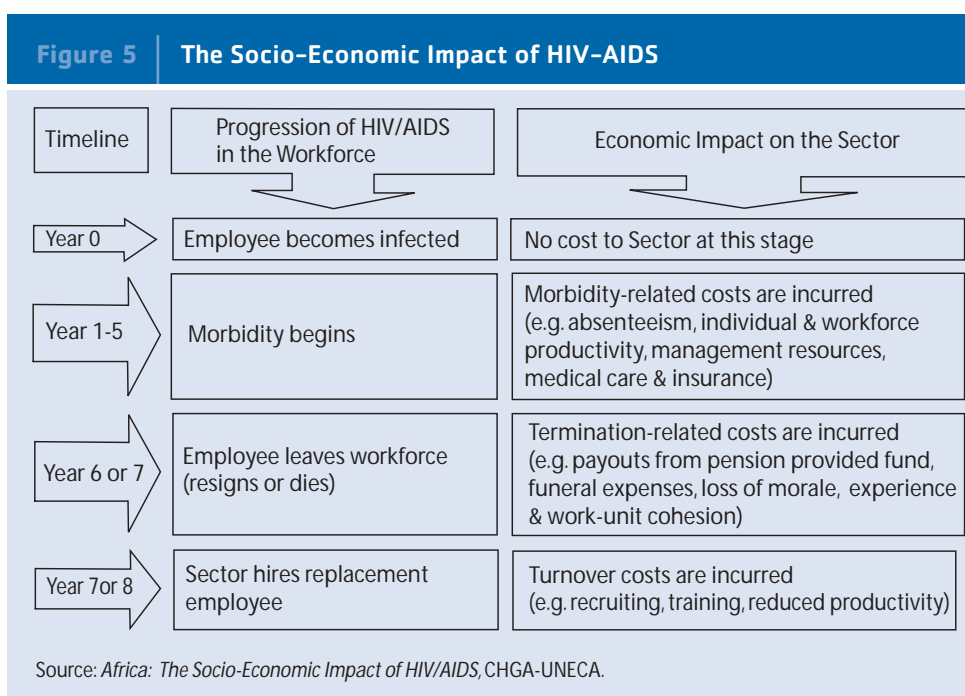 Figure 5
The Socio-Economic Impact of HIV-AIDS
Timeline
Progression of HIV/AIDS
in the Workforce
Economic Impact on the Sector
Year 0
Employee becomes infected
No cost to Sector at this stage
Year 1-5
Morbidity begins
Morbidity-related costs are incurred
(e.g. absenteeism, individual & workforce
productivity, management resources,
medical care & insurance)
Year 6 or 7
Employee leaves workforce
(resigns or dies)
Termination-related costs are incurred
(e.g. payouts from pension provided fund,
funeral expenses, loss of morale, experience
& work-unit cohesion)
Year 7 or 8
Sector hires replacement
employee
Turnover costs are incurred
(e.g. recruiting, training, reduced productivity)
Source: Africa: The Socio-Economic Impact of HIV/AIDS, CHGA-UNECA.